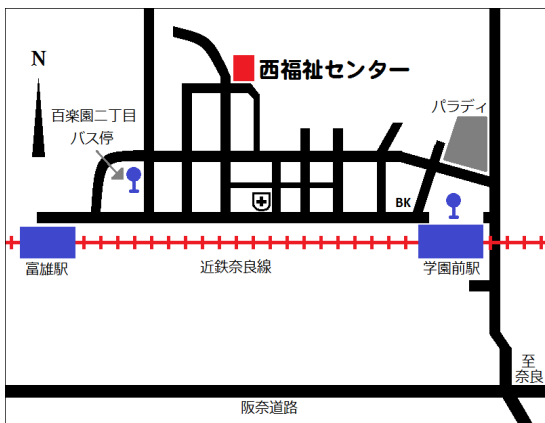 N
西福祉センター
百楽園二丁目
バス停
パラディ
BK
富雄駅
近鉄奈良線
学園前駅
至
奈良
阪奈道路